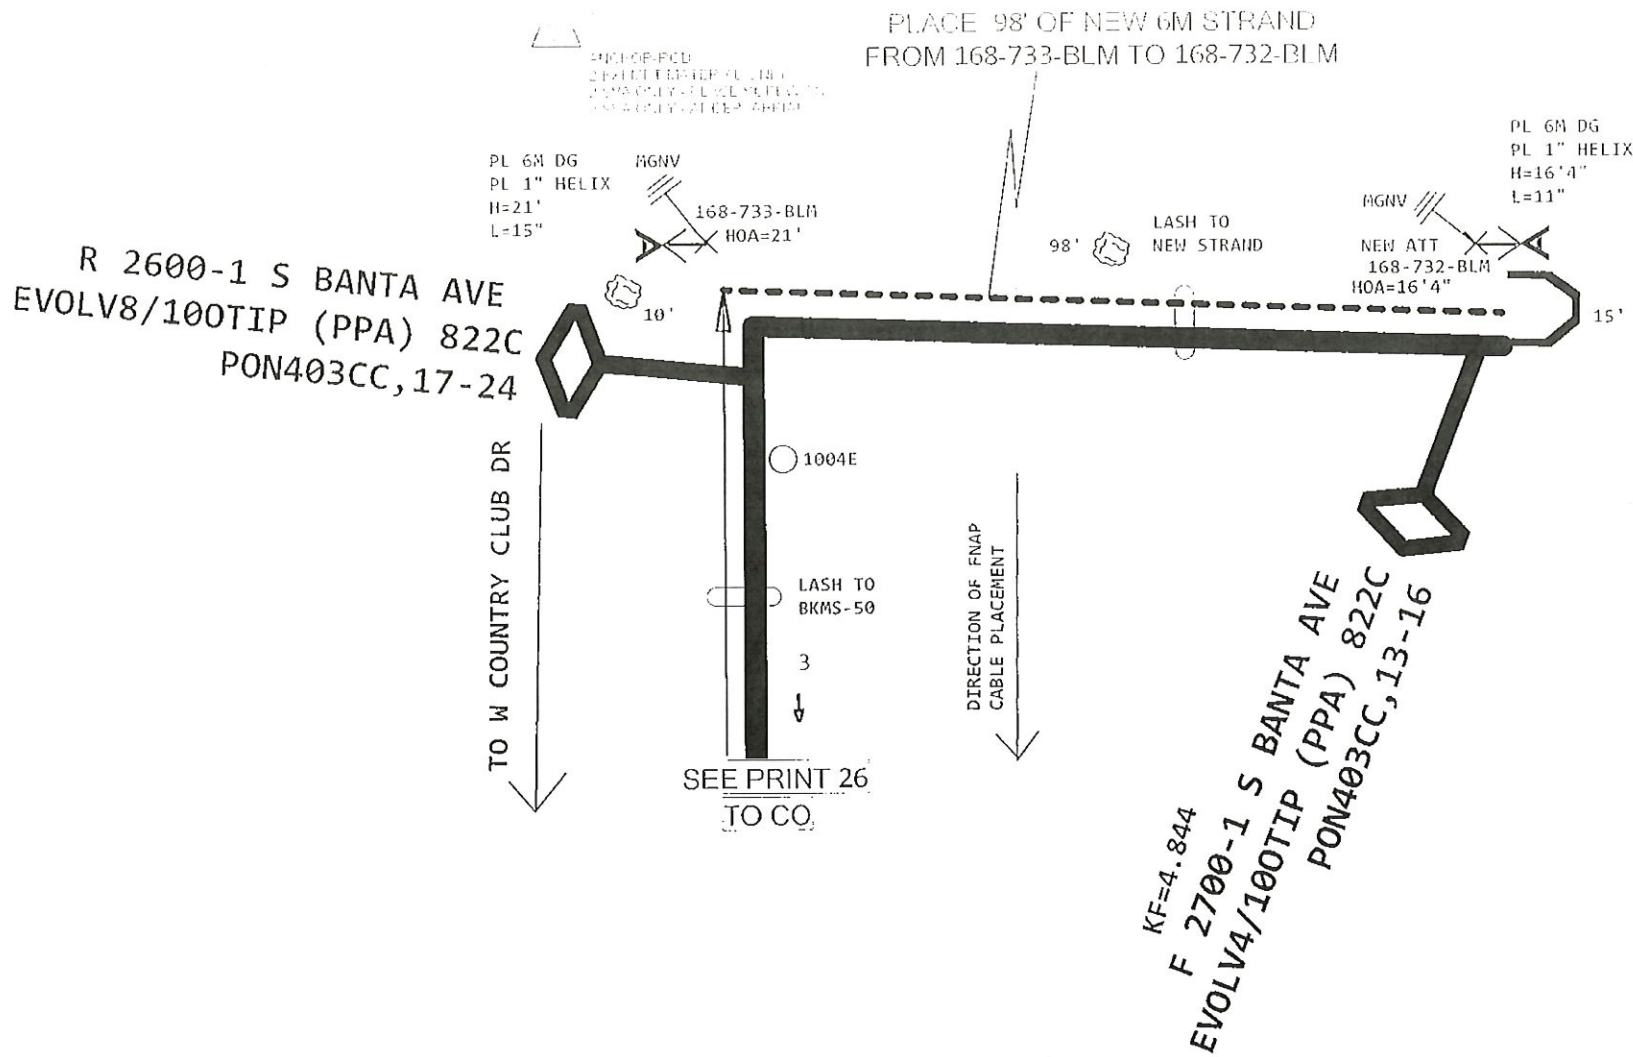 PLACE 98' OF NEW 6M STRAND
FROM 168-733-BLM TO 168-732-BLM
PL 6M DG
PL 1" HELIX
H=21'
L=15"
MGNV
168-733-BLM
HOA=21'
98'
LASH TO
NEW STRAND
MGNV
NEW ATT
168-732-BLM
HOA=16'4"
PL 6M DG
PL 1" HELIX
H=16'4"
L=11"
15'
R 2600-1 S BANTA AVE
EVOLV8/100TIP (PPA) 822C
PON403CC,17-24
10'
1004E
TO W COUNTRY CLUB DR
LASH TO
BKMS-50
3
DIRECTION OF FNAP
CABLE PLACEMENT
SEE PRINT 26
TO CO
KF=4.844
F 2700-1 S BANTA AVE
EVOLV4/100TIP (PPA) 822C
PON403CC,13-16